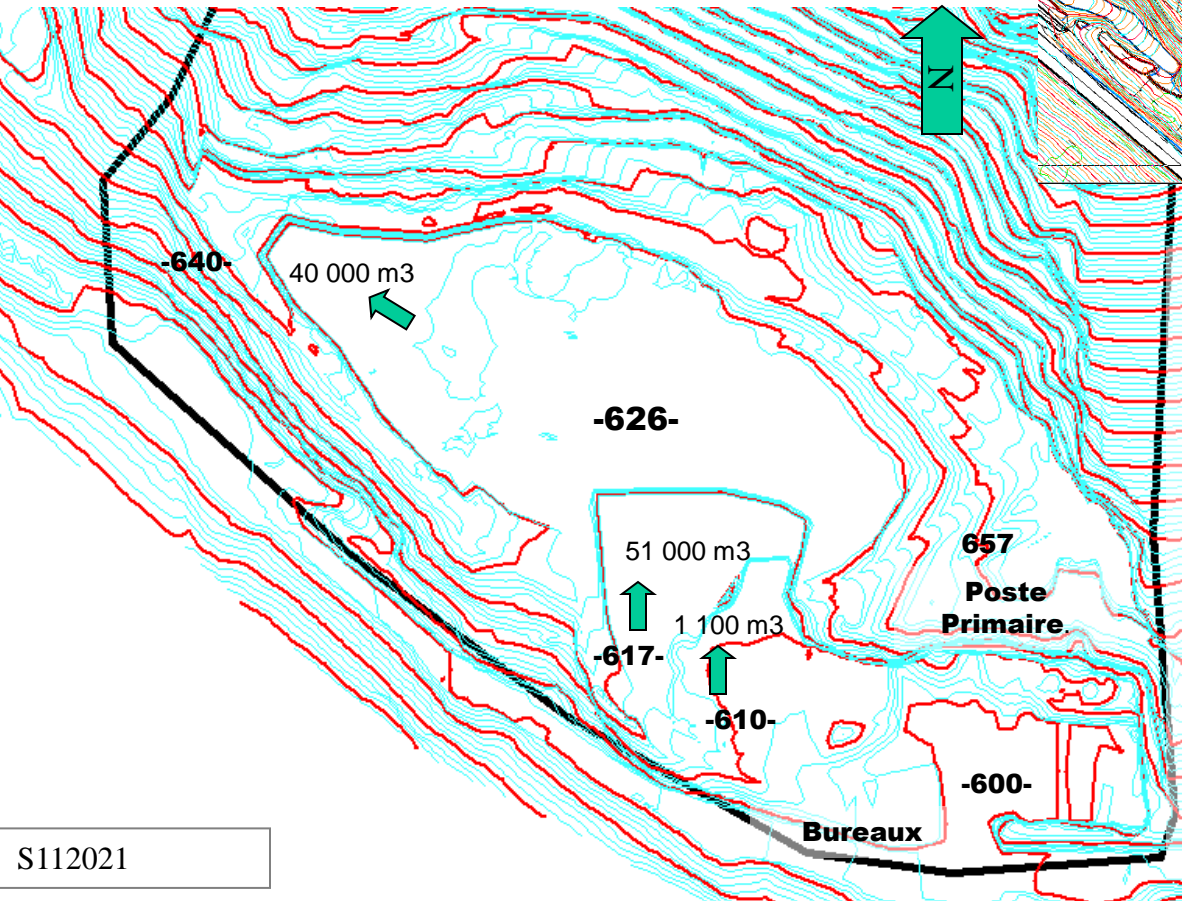 N
-640-
40 000 m3
-626-
51 000 m3
657
Poste
Primaire.
1 100 m3
-617-
-610-
-600-
Bureaux
S112021